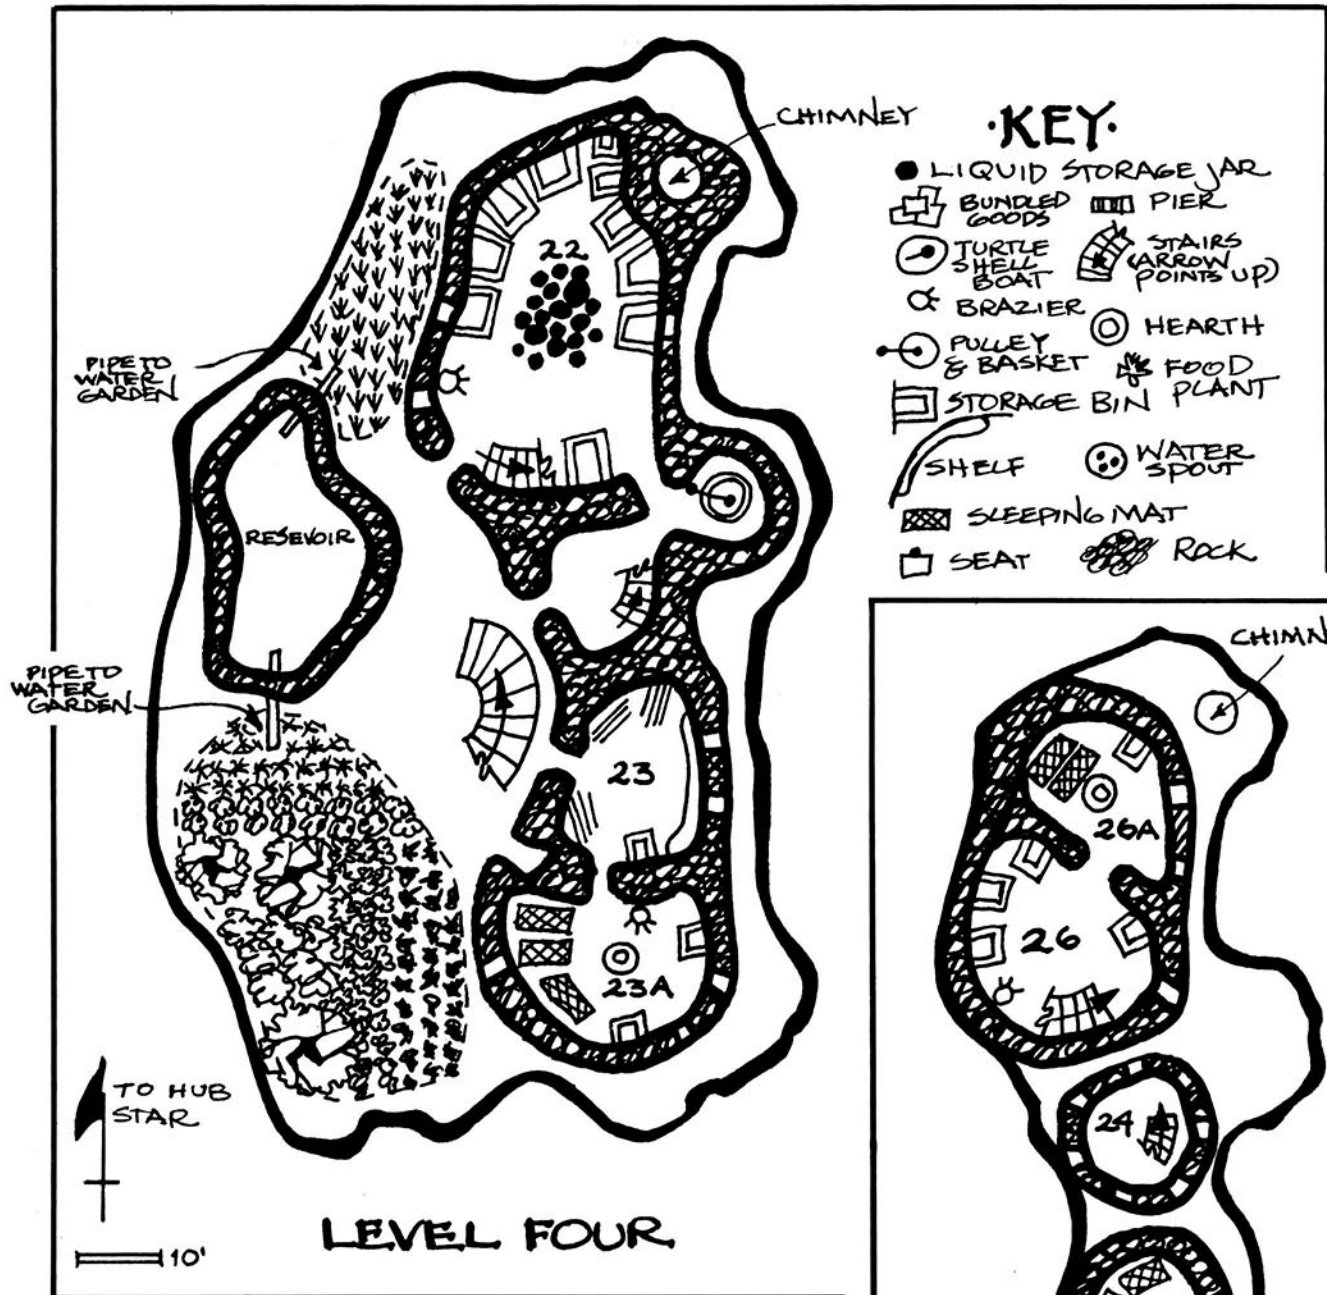 CHIMNEY
·KEY·
LIQUID STORAGE JAR
BUNDLED
GOODS
PIER
TURTLE
SHELL
BOAT
STAIRS
(ARROW
POINTS UP)
BRAZIER
HEARTH
PULLEY
& BASKET
FOOD
PLANT
STORAGE BIN
SHELF
WATER
SPOUT
SLEEPING MAT
SEAT
ROCK
22
PIPE TO
WATER
GARDEN
RESEVOIR
PIPE TO
WATER
GARDEN
23
23A
TO HUB
STAR
10'
LEVEL FOUR
CHIMN
26A
26
24